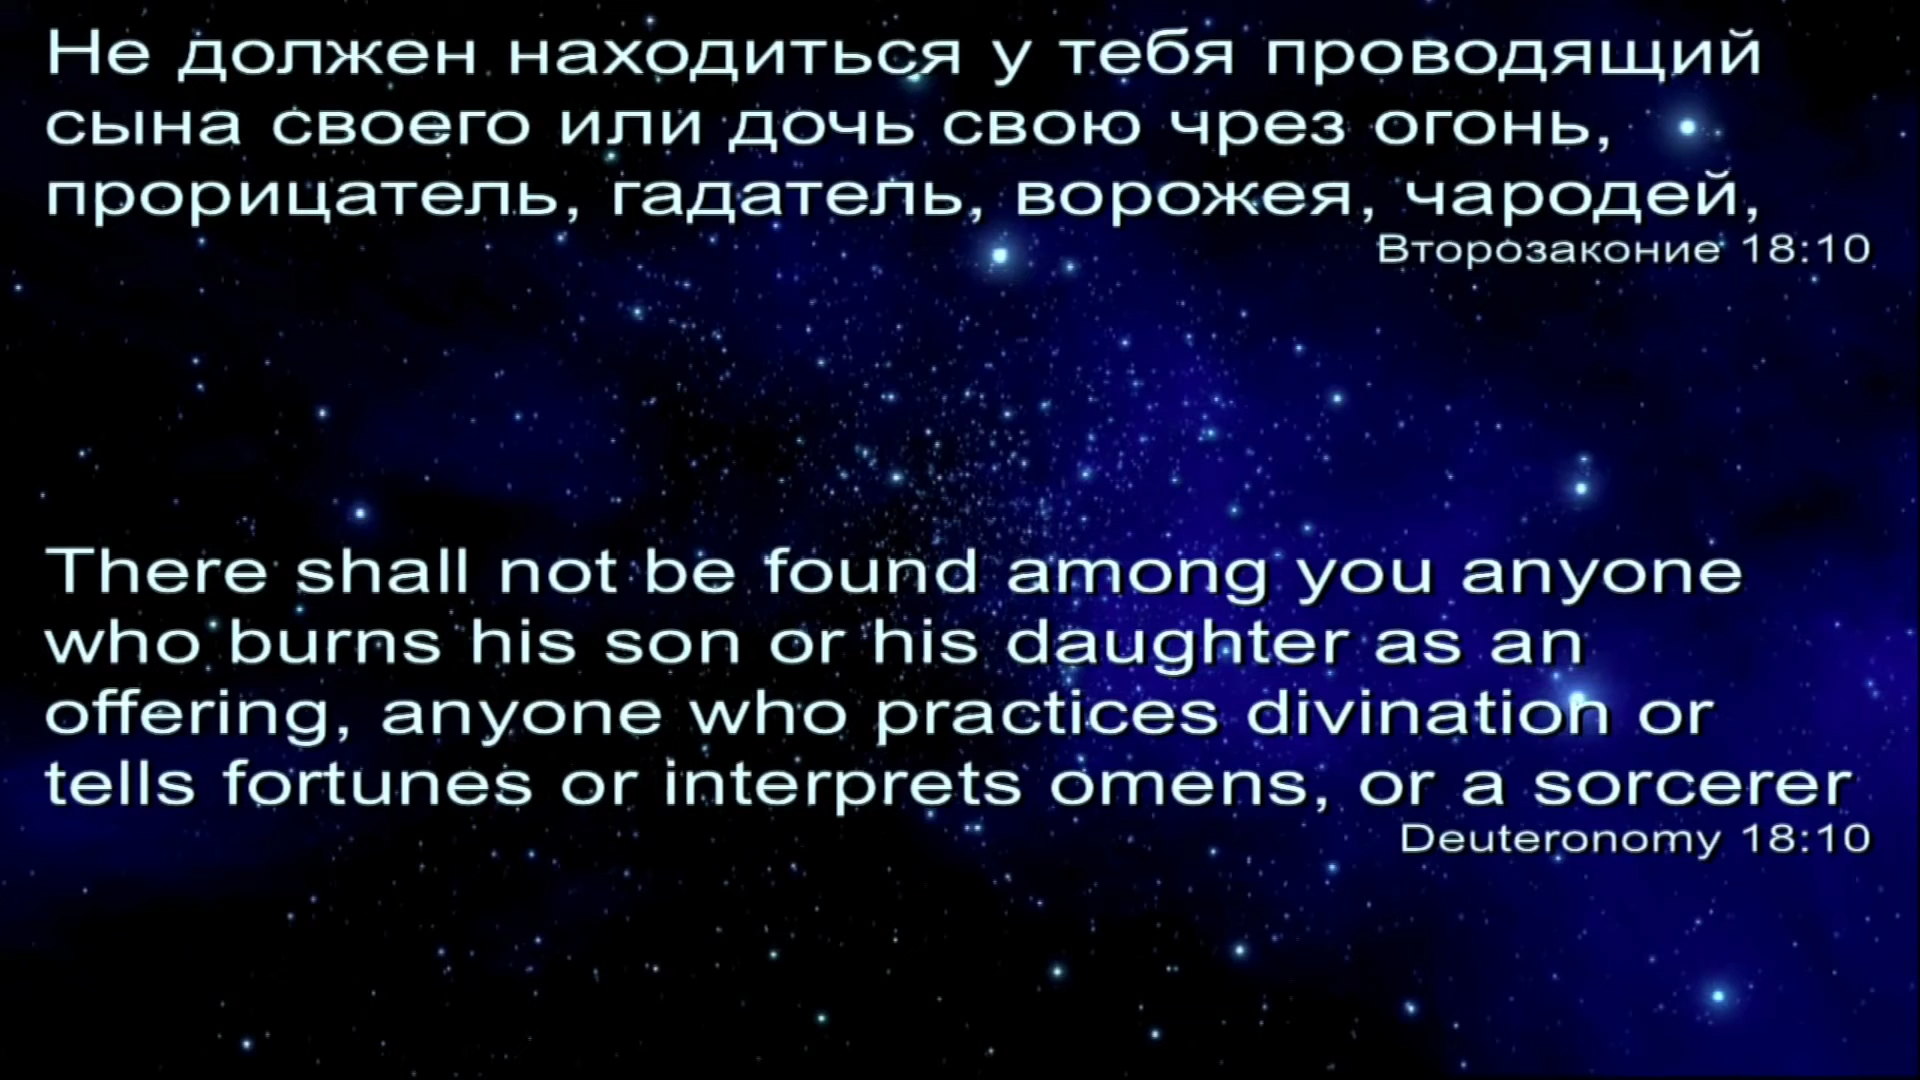 Не должен находиться у тебя проводящий
сына своего или дочь свою чрез огонь,
прорицатель, гадатель, ворожея, чародей,
Второзаконие 18:10
There shall not be found among you anyone
who burns his son or his daughter as an
offering, anyone who practices divination or
tells fortunes or interprets omens, or a sorcerer
Deuteronomy 18:10